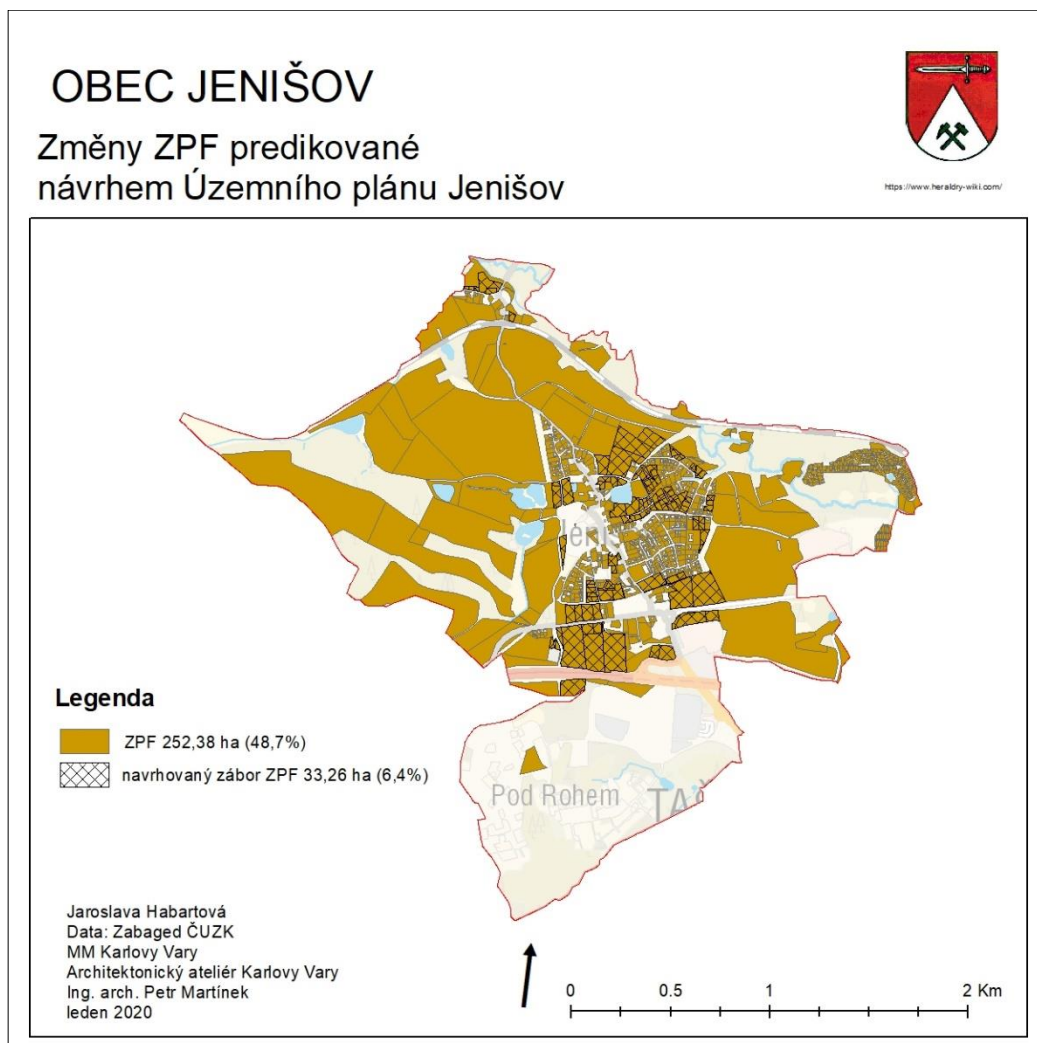 OBEC JENIŠOV
Změny ZPF predikované
návrhem Územního plánu Jenišov
https://www.heraldry-wiki.com/
Jeniš
Legenda
ZPF 252,38 ha (48,7%)
navrhovaný zábor ZPF 33,26 ha (6,4%)
Pod Rohem
TAŠ
Jaroslava Habartová
Data: Zabaged ČUZK
MM Karlovy Vary
Architektonický ateliér Karlovy Vary
Ing. arch. Petr Martínek
leden 2020
0 0.5 1 2 Km